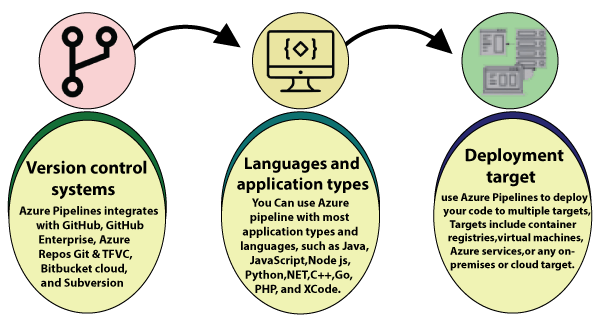 Version control
systems
Azure Pipelines integrates
with GitHub, GitHub
Enterprise, Azure
Repos Git & TFVC,
Bitbucket cloud,
and Subversion
Languages and
application types
You Can use Azure
pipeline with most
application types and
languages, such as Java,
JavaScript,Node js,
Python,NET,C++,Go,
PHP, and XCode.
Deployment
target
use Azure Pipelines to deploy
your code to multiple targets,
Targets include container
registries,virtual machines,
Azure services,or any on-
premises or cloud target.